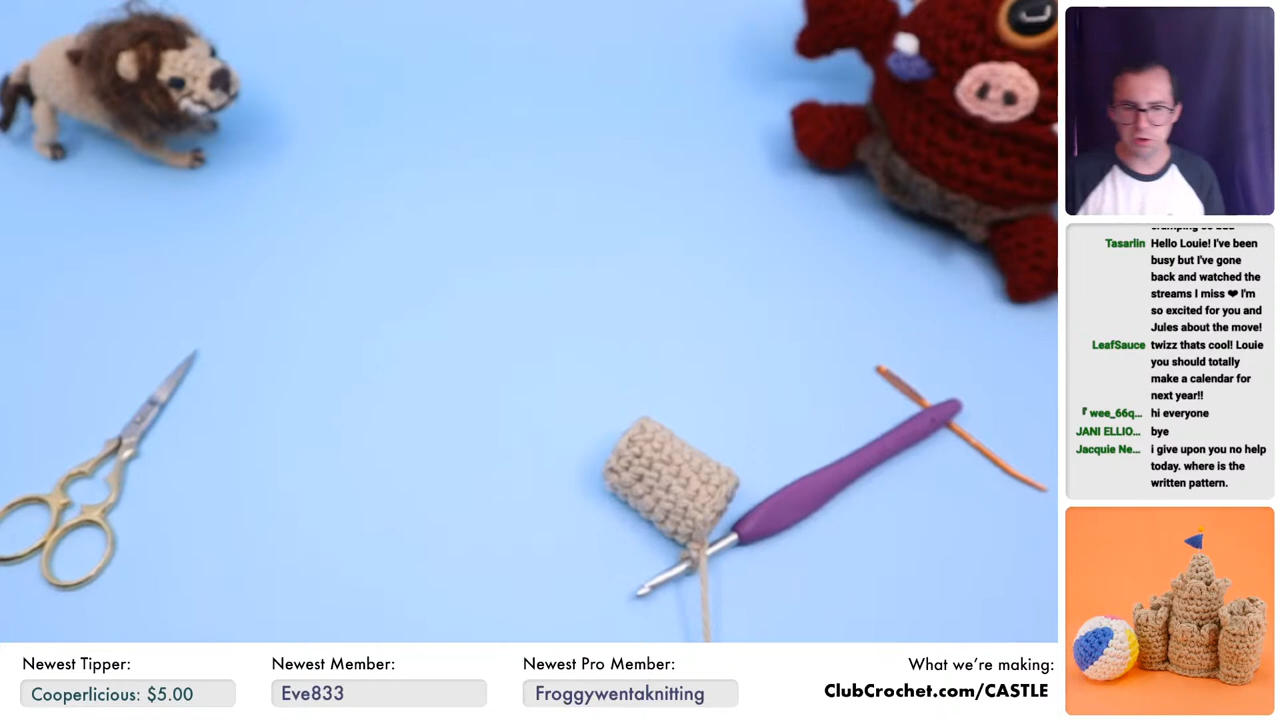 Tasarlin Hello Louie! I've been
busy but I've gone
back and watched the
streams I miss ❤ I'm
so excited for you and
Jules about the move!
LeafSauce twizz thats cool! Louie
you should totally
make a calendar for
next year!!
『 wee_66q... hi everyone
JANI ELLIO... bye
Jacquie Ne... i give upon you no help
today. where is the
written pattern.
Newest Tipper:
Cooperlicious: $5.00
Newest Member:
Eve833
Newest Pro Member:
Froggywentaknitting
What we're making:
ClubCrochet.com/CASTLE